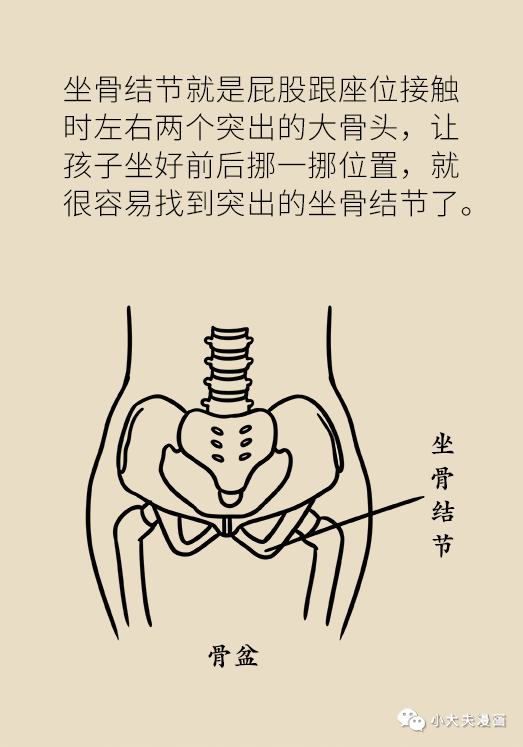 坐骨结节就是屁股跟座位接触
时左右两个突出的大骨头，让
孩子坐好前后挪一挪位置，就
很容易找到突出的坐骨结节了。
坐骨结节
骨盆
小大夫漫画